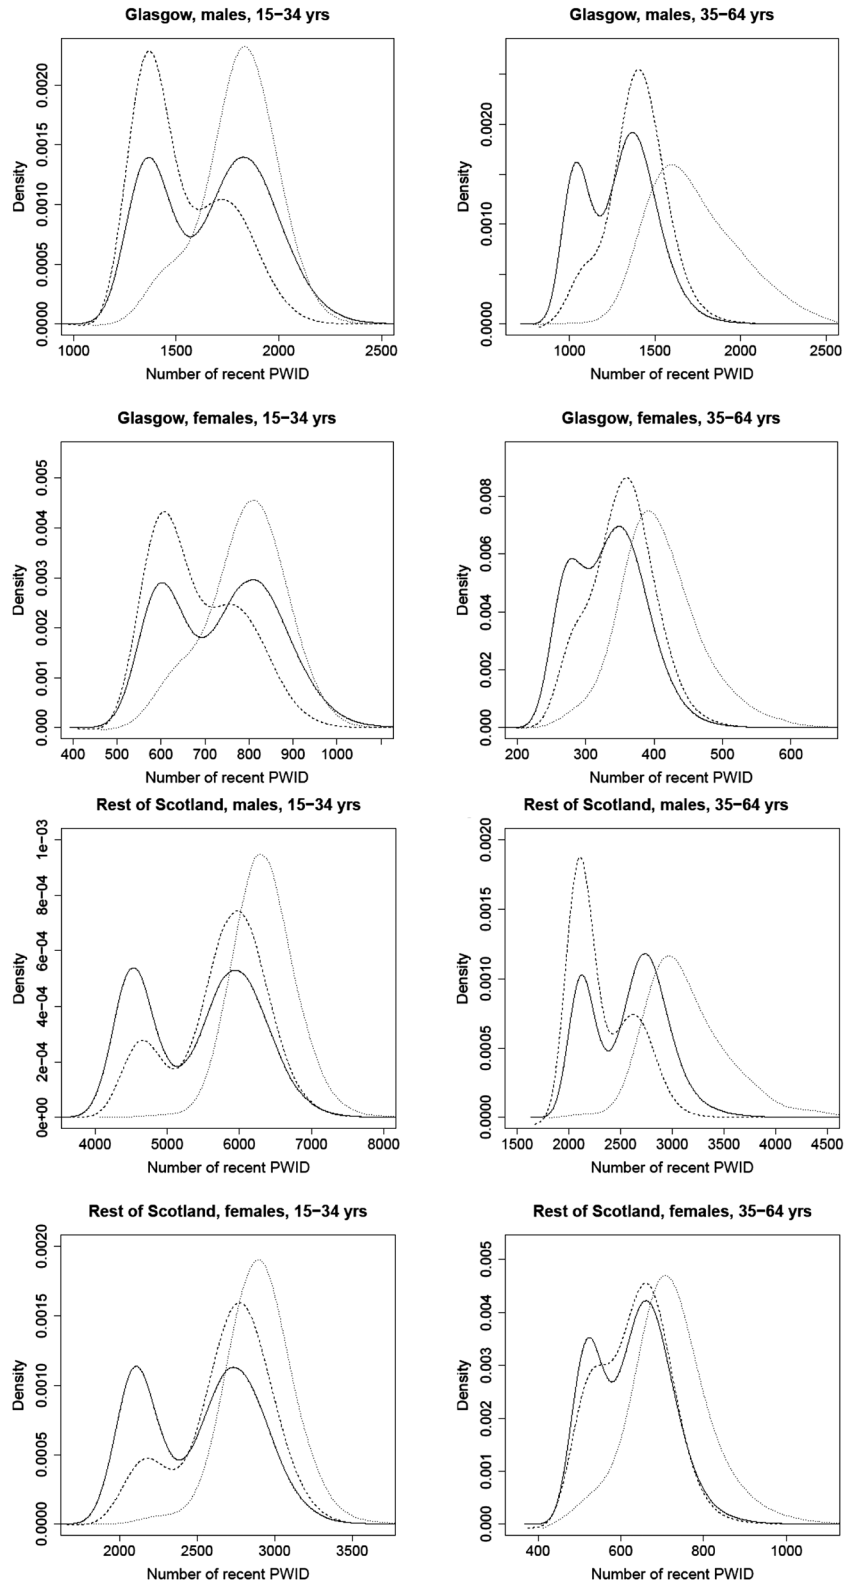 Glasgow, males, 15−34 yrs
Density
0.0000 0.0005 0.0010 0.0015 0.0020
1000 1500 2000 2500
Number of recent PWID
Glasgow, males, 35−64 yrs
Density
0.0000 0.0010 0.0020
1000 1500 2000 2500
Number of recent PWID
Glasgow, females, 15−34 yrs
Density
0.000 0.001 0.002 0.003 0.004 0.005
400 500 600 700 800 900 1000
Number of recent PWID
Glasgow, females, 35−64 yrs
Density
0.000 0.002 0.004 0.006 0.008
200 300 400 500 600
Number of recent PWID
Rest of Scotland, males, 15−34 yrs
Density
0e+00 2e−04 4e−04 6e−04 8e−04 1e−03
4000 5000 6000 7000 8000
Number of recent PWID
Rest of Scotland, males, 35−64 yrs
Density
0.0000 0.0005 0.0010 0.0015 0.0020
1500 2000 2500 3000 4000 4500
Number of recent PWID
Rest of Scotland, females, 15−34 yrs
Density
0.0000 0.0005 0.0010 0.0015 0.0020
2000 2500 3000 3500
Number of recent PWID
Rest of Scotland, females, 35−64 yrs
Density
0.000 0.001 0.002 0.003 0.004 0.005
400 600 800 1000
Number of recent PWID